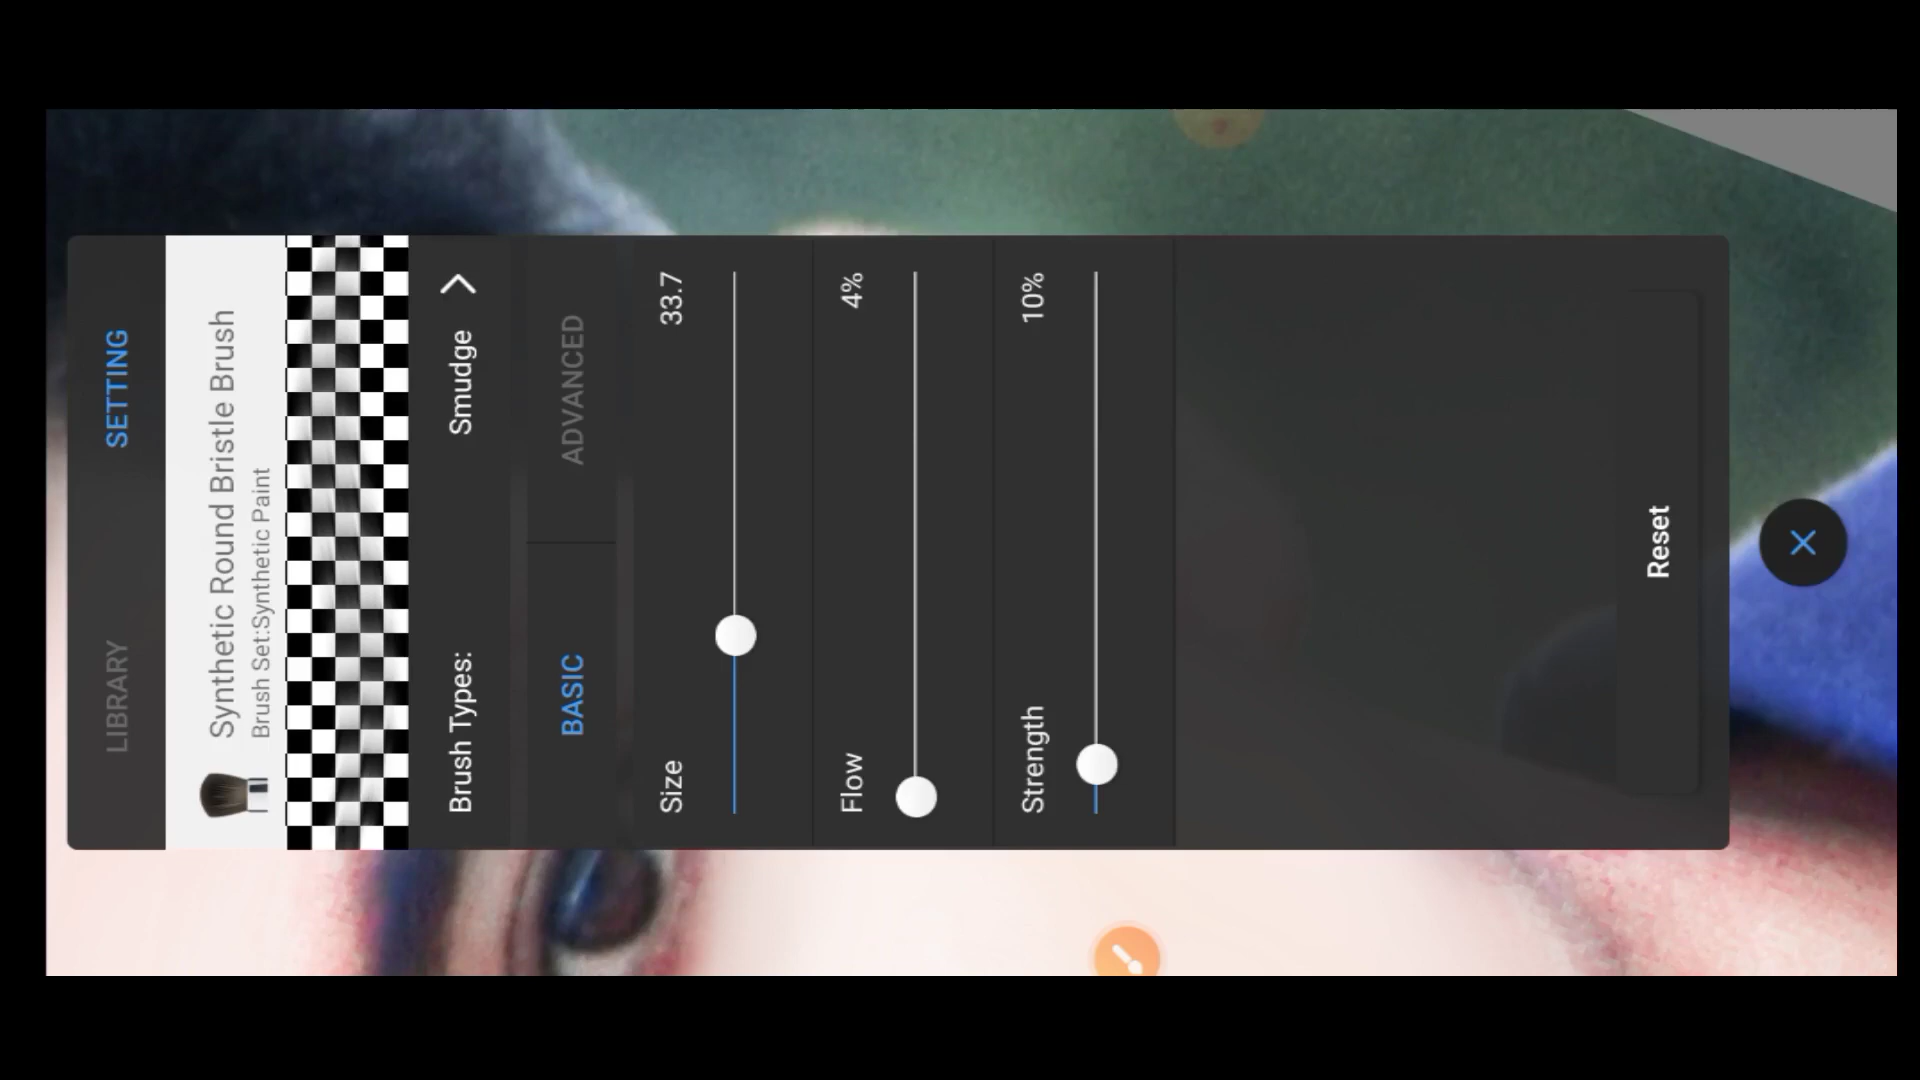 LIBRARY SETTING
Synthetic Round Bristle Brush
Brush Set:Synthetic Paint
Brush Types: Smudge
BASIC ADVANCED
Size 33.7
Flow 4%
Strength 10%
Reset